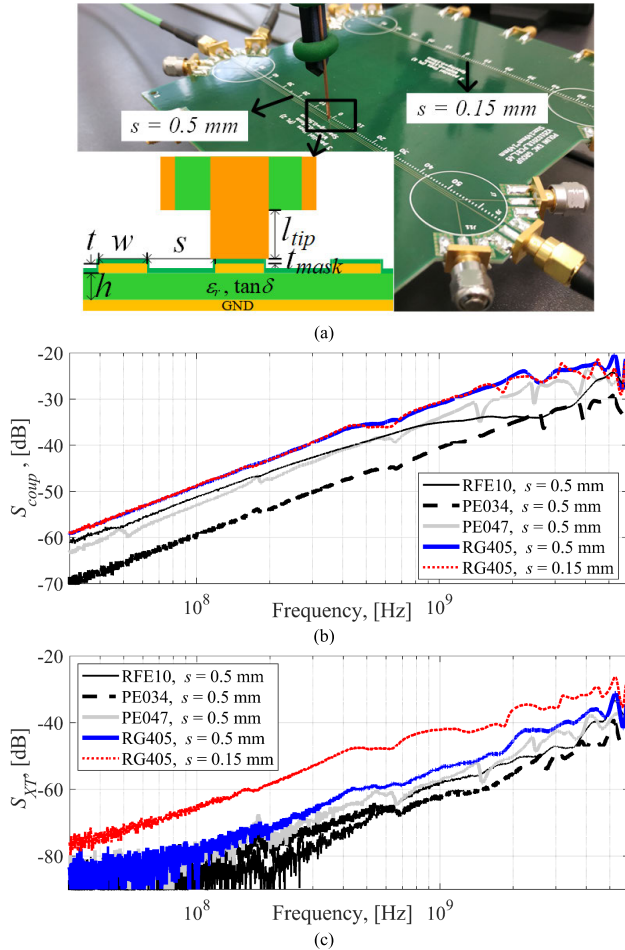 s = 0.5 mm
s = 0.15 mm
t w s l_tip
t_mask
h
ε_r , tanδ
GND
(a)
S_coup , [dB]
-20
-30
-40
-50
-60
-70
RFE10, s = 0.5 mm
PE034, s = 0.5 mm
PE047, s = 0.5 mm
RG405, s = 0.5 mm
RG405, s = 0.15 mm
10^8 10^9
Frequency, [Hz]
(b)
S_XT, [dB]
-20
-40
-60
-80
RFE10, s = 0.5 mm
PE034, s = 0.5 mm
PE047, s = 0.5 mm
RG405, s = 0.5 mm
RG405, s = 0.15 mm
10^8 10^9
Frequency, [Hz]
(c)